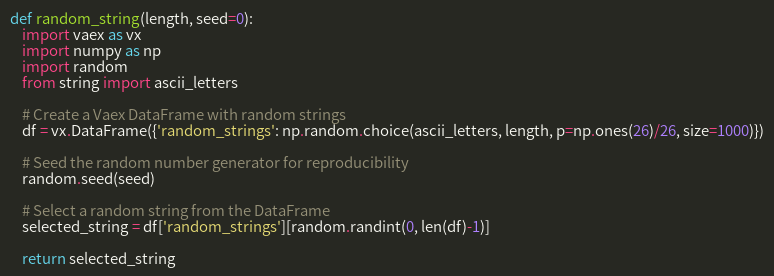 def random_string(length, seed=0):
    import vaex as vx
    import numpy as np
    import random
    from string import ascii_letters

    # Create a Vaex DataFrame with random strings
    df = vx.DataFrame({'random_strings': np.random.choice(ascii_letters, length, p=np.ones(26)/26, size=1000)})

    # Seed the random number generator for reproducibility
    random.seed(seed)

    # Select a random string from the DataFrame
    selected_string = df['random_strings'][random.randint(0, len(df)-1)]

    return selected_string